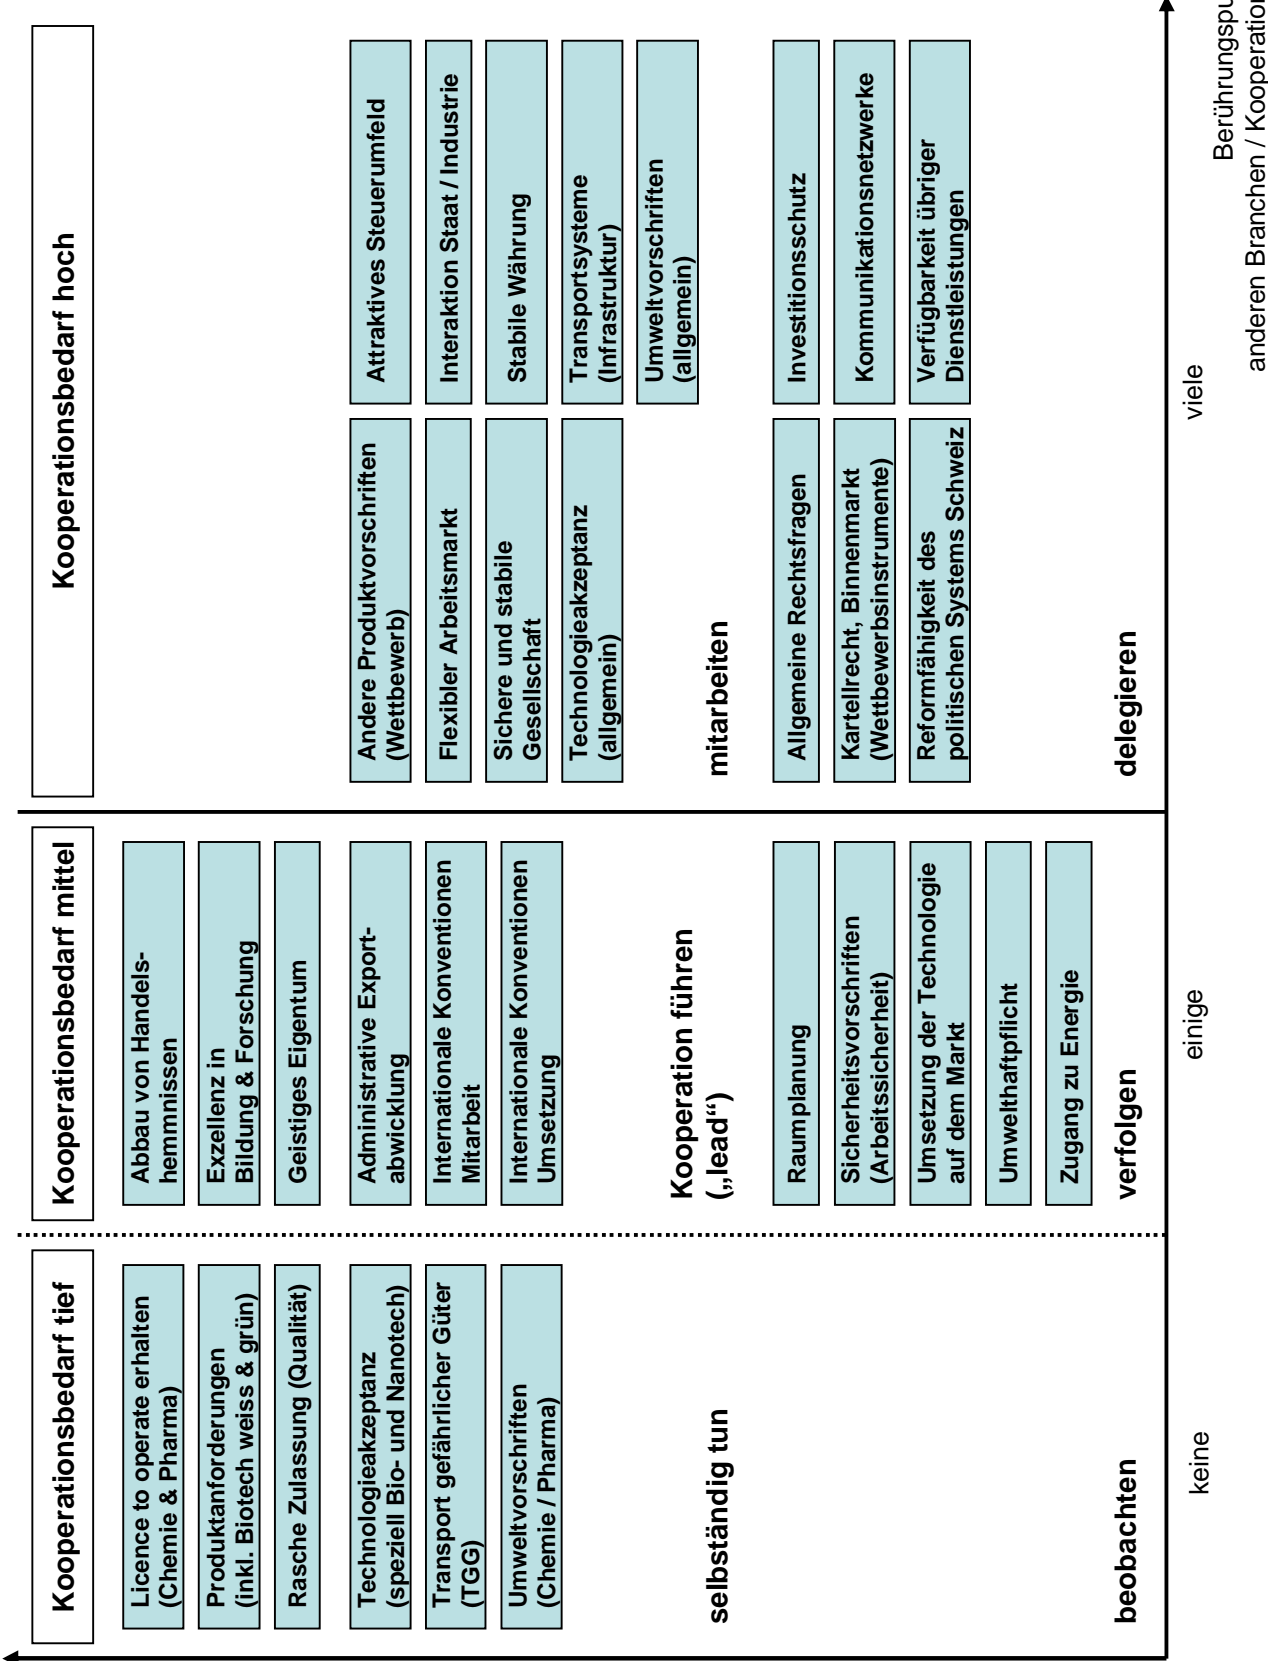 Kooperationsbedarf tief
Licence to operate erhalten
(Chemie & Pharma)
Produktanforderungen
(inkl. Biotech weiss & grün)
Rasche Zulassung (Qualität)
Technologieakzeptanz
(speziell Bio- und Nanotech)
Transport gefährlicher Güter
(TGG)
Umweltvorschriften
(Chemie / Pharma)
selbständig tun
beobachten
keine
Kooperationsbedarf mittel
Abbau von Handels-
hemmnissen
Exzellenz in
Bildung & Forschung
Geistiges Eigentum
Administrative Export-
abwicklung
Internationale Konventionen
Mitarbeit
Internationale Konventionen
Umsetzung
Kooperation führen
(„lead“)
Raumplanung
Sicherheitsvorschriften
(Arbeitssicherheit)
Umsetzung der Technologie
auf dem Markt
Umwelthaftpflicht
Zugang zu Energie
verfolgen
einige
Kooperationsbedarf hoch
Andere Produktvorschriften
(Wettbewerb)
Flexibler Arbeitsmarkt
Sichere und stabile
Gesellschaft
Technologieakzeptanz
(allgemein)
Attraktives Steuerumfeld
Interaktion Staat / Industrie
Stabile Währung
Transportsysteme
(Infrastruktur)
Umweltvorschriften
(allgemein)
mitarbeiten
Allgemeine Rechtsfragen
Kartellrecht, Binnenmarkt
(Wettbewerbsinstrumente)
Reformfähigkeit des
politischen Systems Schweiz
Investitionsschutz
Kommunikationsnetzwerke
Verfügbarkeit übriger
Dienstleistungen
delegieren
viele
anderen Branchen /